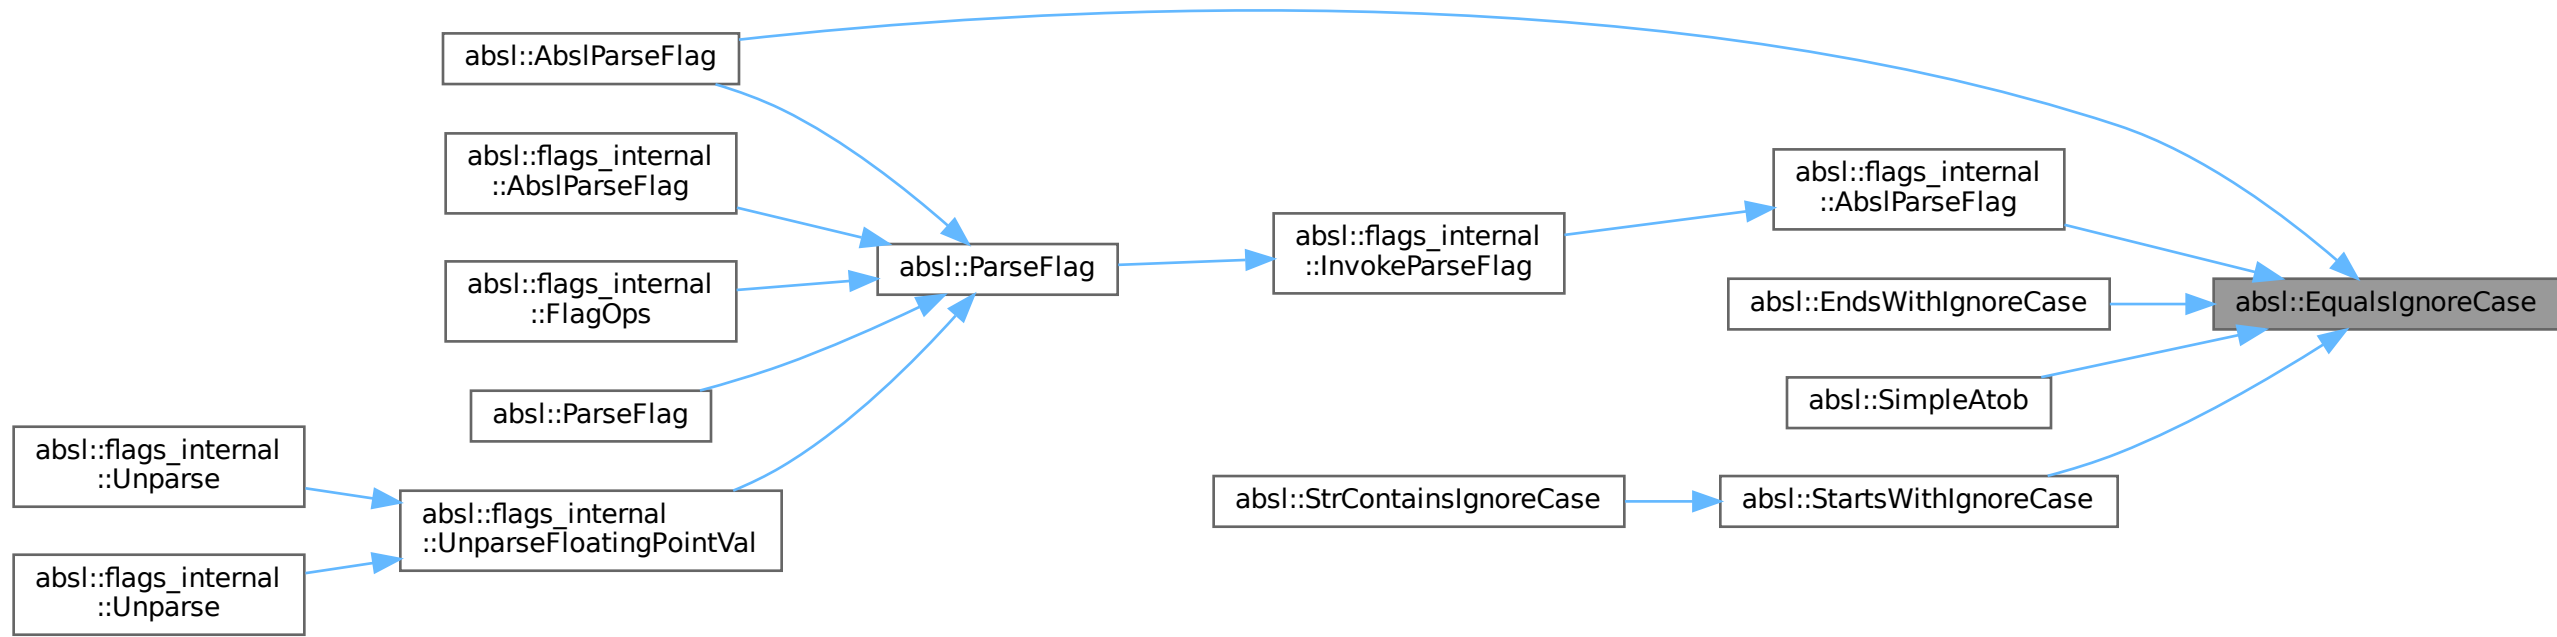 absl::AbslParseFlag
absl::flags_internal
::AbslParseFlag
absl::flags_internal
::FlagOps
absl::ParseFlag
absl::flags_internal
::Unparse
absl::flags_internal
::Unparse
absl::flags_internal
::UnparseFloatingPointVal
absl::ParseFlag
absl::flags_internal
::InvokeParseFlag
absl::StrContainsIgnoreCase
absl::flags_internal
::AbslParseFlag
absl::EndsWithIgnoreCase
absl::SimpleAtob
absl::StartsWithIgnoreCase
absl::EqualsIgnoreCase